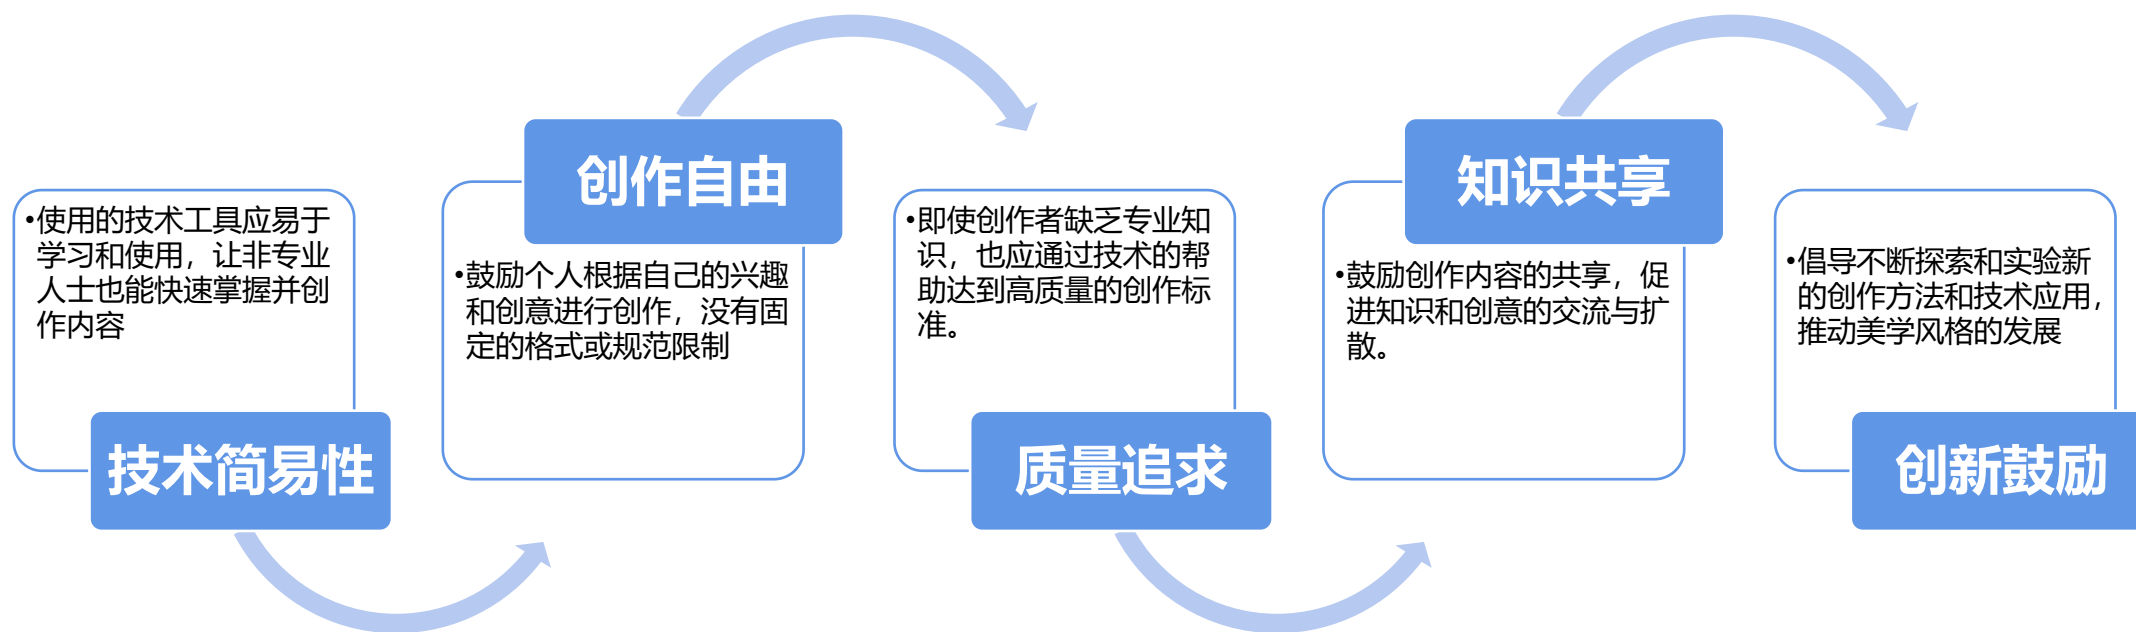 •使用的技术工具应易于
学习和使用，让非专业
人士也能快速掌握并创
作内容
技术简易性
创作自由
•鼓励个人根据自己的兴趣
和创意进行创作，没有固
定的格式或规范限制
•即使创作者缺乏专业知
识，也应通过技术的帮
助达到高质量的创作标
准。
质量追求
知识共享
•鼓励创作内容的共享，促
进知识和创意的交流与扩
散。
•倡导不断探索和实验新
的创作方法和技术应用，
推动美学风格的发展
创新鼓励